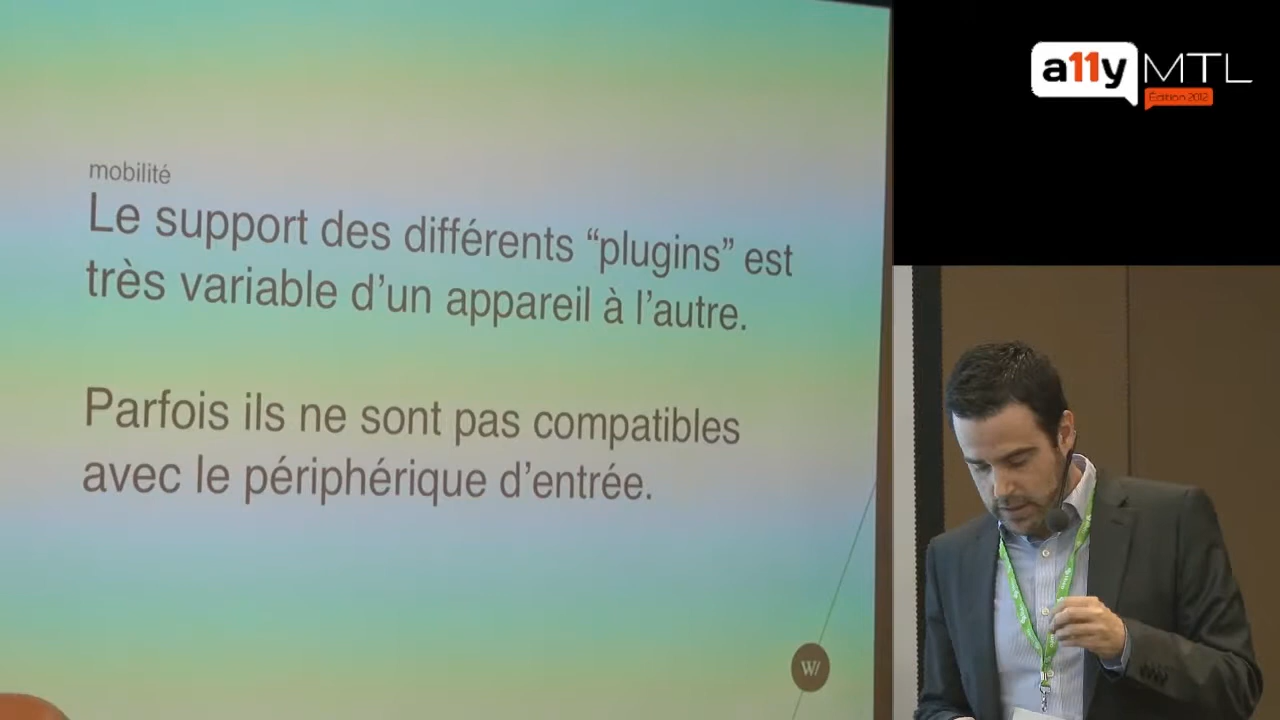 mobilité
Le support des différents “plugins” est
très variable d’un appareil à l’autre.
Parfois ils ne sont pas compatibles
avec le périphérique d’entrée.
W/
a11y MTL
Édition 2012